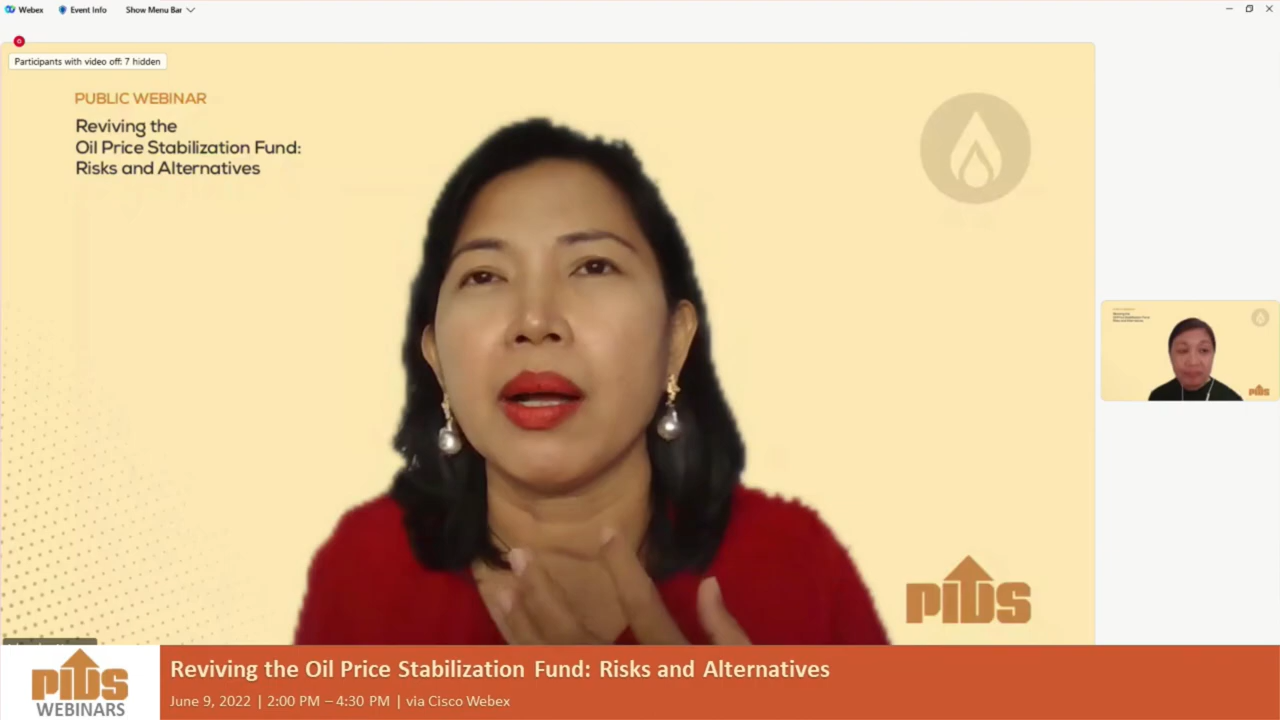 Webex Event Info Show Menu Bar
Participants with video off: 7 hidden
PUBLIC WEBINAR
Reviving the
Oil Price Stabilization Fund:
Risks and Alternatives
PIDS
PIDS
WEBINARS
Reviving the Oil Price Stabilization Fund: Risks and Alternatives
June 9, 2022 | 2:00 PM – 4:30 PM | via Cisco Webex